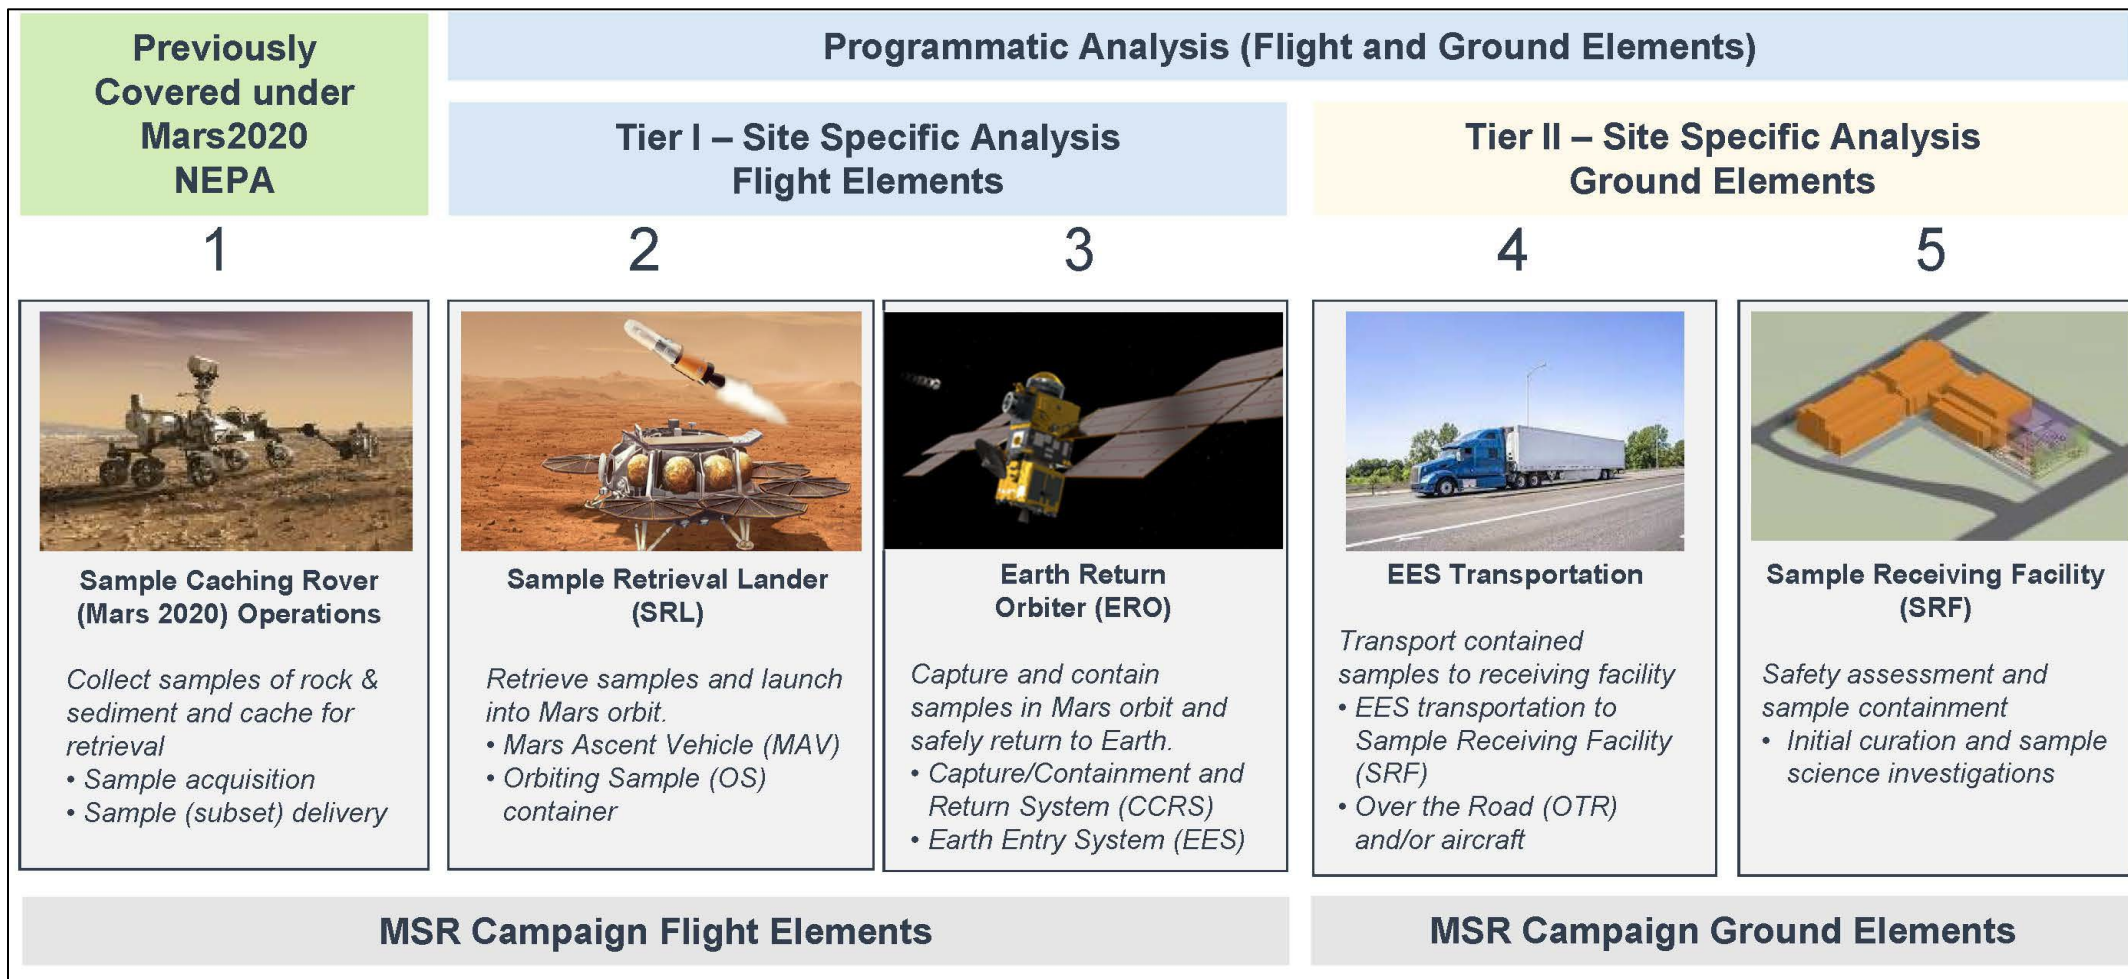 Previously
Covered under
Mars2020
NEPA
Programmatic Analysis (Flight and Ground Elements)
Tier I – Site Specific Analysis
Flight Elements
Tier II – Site Specific Analysis
Ground Elements
1
2
3
4
5
Sample Caching Rover
(Mars 2020) Operations
Collect samples of rock &
sediment and cache for
retrieval
• Sample acquisition
• Sample (subset) delivery
Sample Retrieval Lander
(SRL)
Retrieve samples and launch
into Mars orbit.
• Mars Ascent Vehicle (MAV)
• Orbiting Sample (OS)
container
Earth Return
Orbiter (ERO)
Capture and contain
samples in Mars orbit and
safely return to Earth.
• Capture/Containment and
Return System (CCRS)
• Earth Entry System (EES)
EES Transportation
Transport contained
samples to receiving facility
• EES transportation to
Sample Receiving Facility
(SRF)
• Over the Road (OTR)
and/or aircraft
Sample Receiving Facility
(SRF)
Safety assessment and
sample containment
• Initial curation and sample
science investigations
MSR Campaign Flight Elements
MSR Campaign Ground Elements